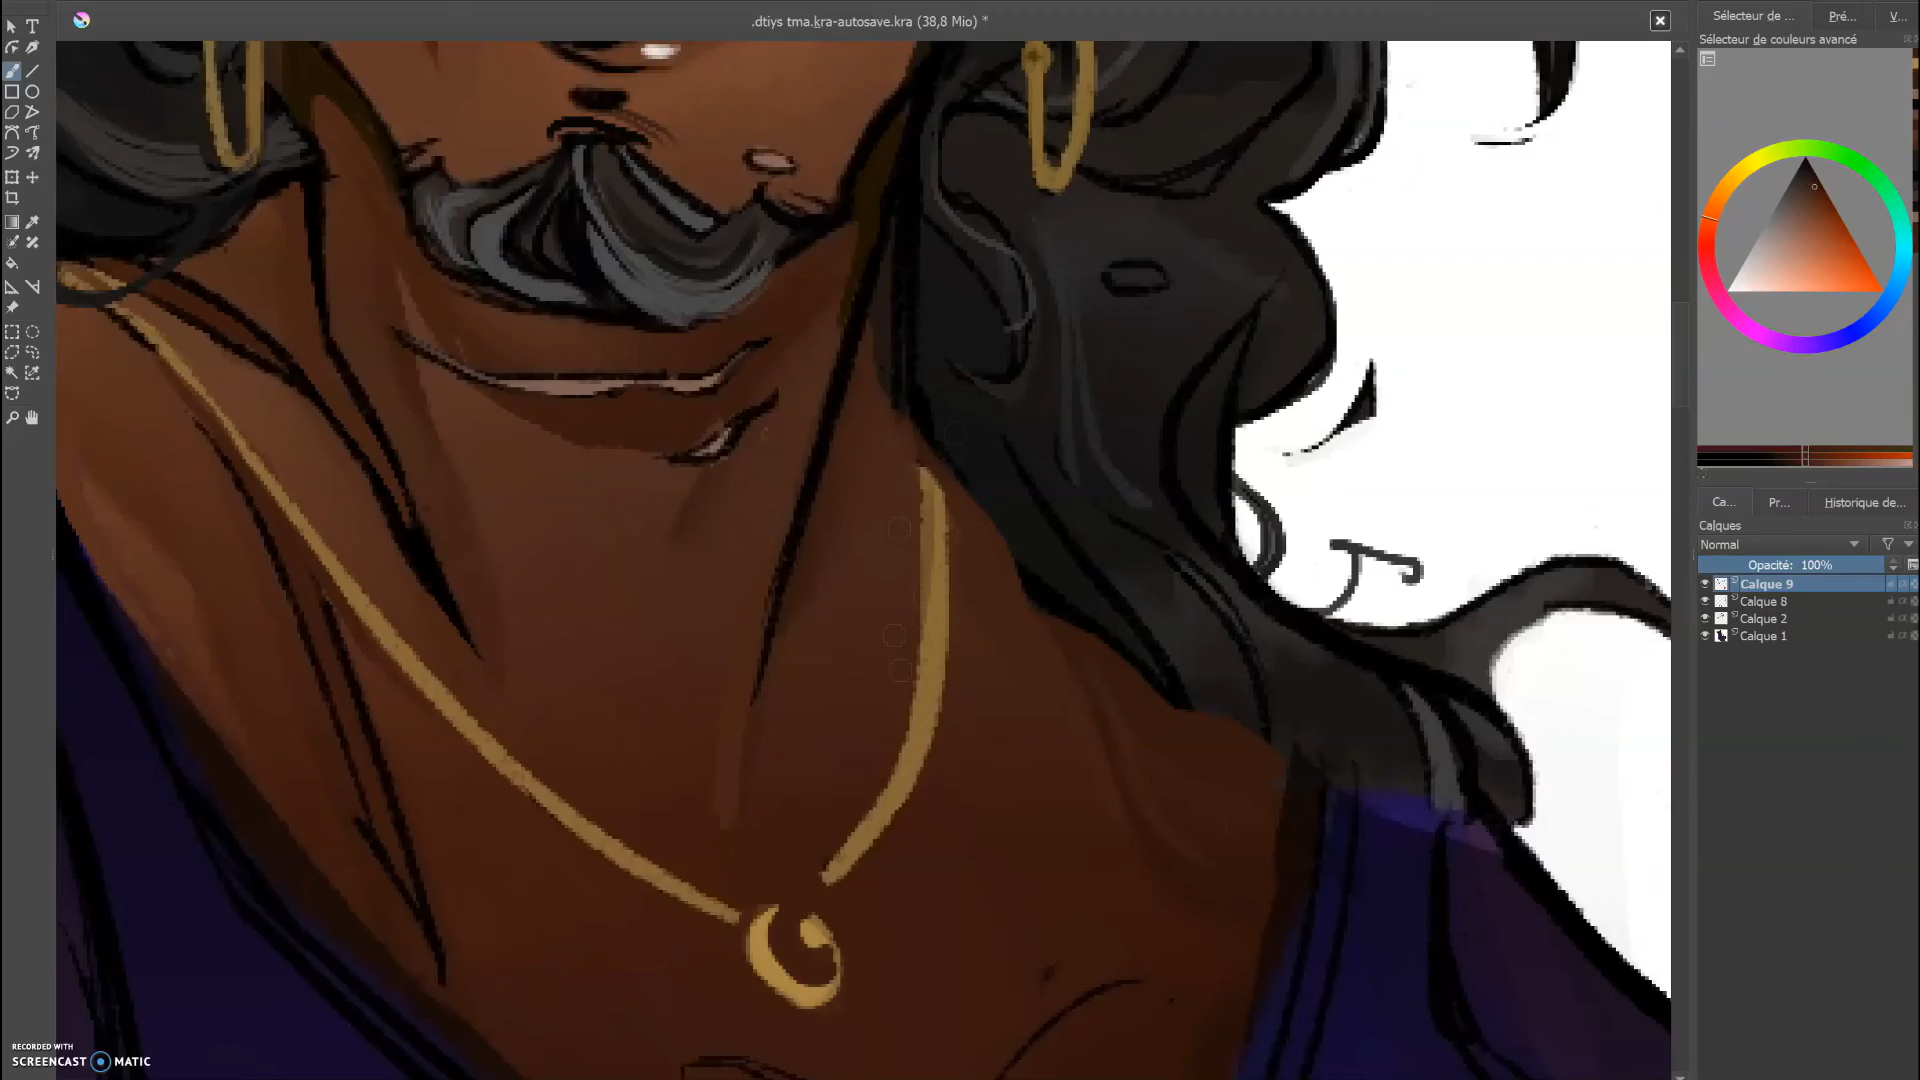 .dtiys tma.kra-autosave.kra (38,8 Mio) *
Sélecteur de ...
Pré...
V...
Sélecteur de couleurs avancé
Ca...
Pr...
Historique de...
Calques
Normal
Opacité: 100%
Calque 9
Calque 8
Calque 2
Calque 1
RECORDED WITH
SCREENCAST MATIC